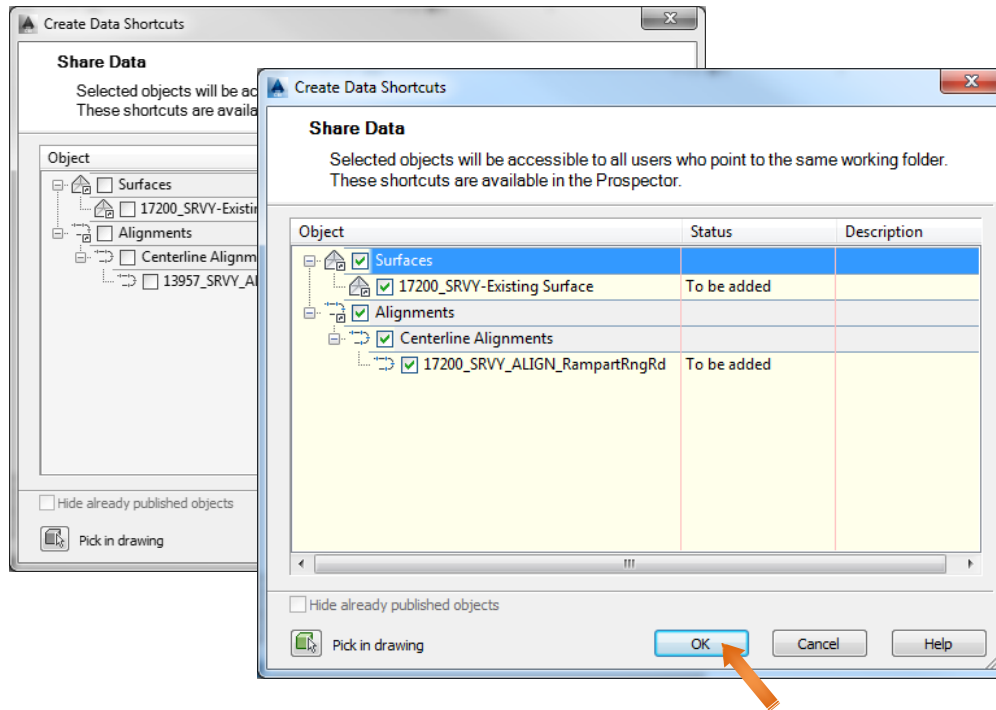 Create Data Shortcuts
Share Data
Selected objects will be ac
These shortcuts are availa
Object
Surfaces
17200_SRVY-Existin
Alignments
Centerline Alignm
13957_SRVY_AL
Hide already published objects
Pick in drawing
Create Data Shortcuts
Share Data
Selected objects will be accessible to all users who point to the same working folder.
These shortcuts are available in the Prospector.
Object Status Description
Surfaces
17200_SRVY-Existing Surface To be added
Alignments
Centerline Alignments
17200_SRVY_ALIGN_RampartRngRd To be added
Hide already published objects
Pick in drawing OK Cancel Help